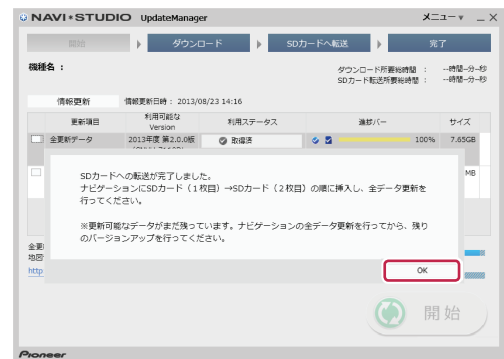 NAVI*STUDIO UpdateManager
メニュー
開始
ダウンロード
SDカードへ転送
完了
機種名 :
ダウンロード所要総時間 : --時間--分--秒
SDカード転送所要総時間 : --時間--分--秒
情報更新
情報更新日時 : 2013/08/23 14:16
更新項目
利用可能な
Version
利用ステータス
進捗バー
サイズ
全更新データ
2013年度 第2.0.0版
取得済
100%
7.65GB
MB
SDカードへの転送が完了しました。
ナビゲーションにSDカード（１枚目）→SDカード（２枚目）の順に挿入し、全データ更新を
行ってください。
※更新可能なデータがまだ残っています。ナビゲーションの全データ更新を行ってから、残り
のバージョンアップを行ってください。
OK
全更
地図
http
開始
Pioneer